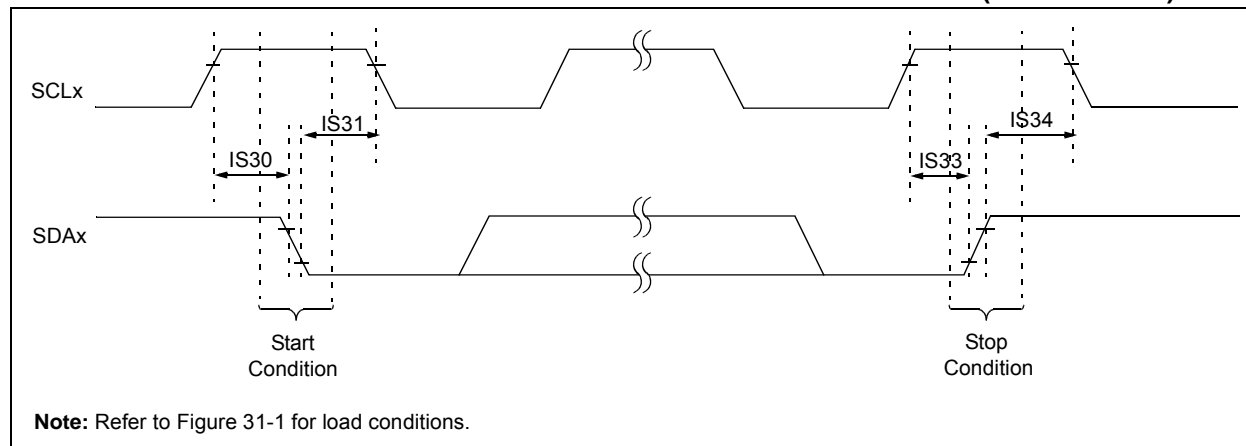 SCLx
IS31
IS34
IS30
IS33
SDAx
Start
Condition
Stop
Condition
Note: Refer to Figure 31-1 for load conditions.